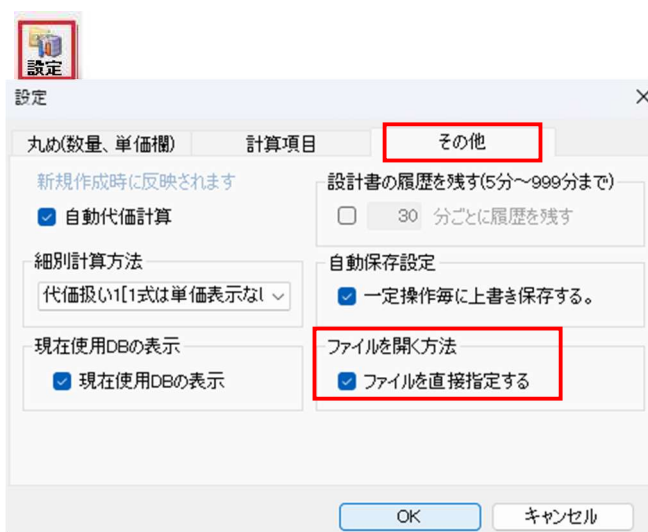 設定
設定
丸め(数量、単価欄)
計算項目
その他
新規作成時に反映されます
自動代価計算
設計書の履歴を残す(5分～999分まで)
30 分ごとに履歴を残す
細別計算方法
代価扱い1[1式は単価表示なし
自動保存設定
一定操作毎に上書き保存する。
現在使用DBの表示
現在使用DBの表示
ファイルを開く方法
ファイルを直接指定する
OK
キャンセル